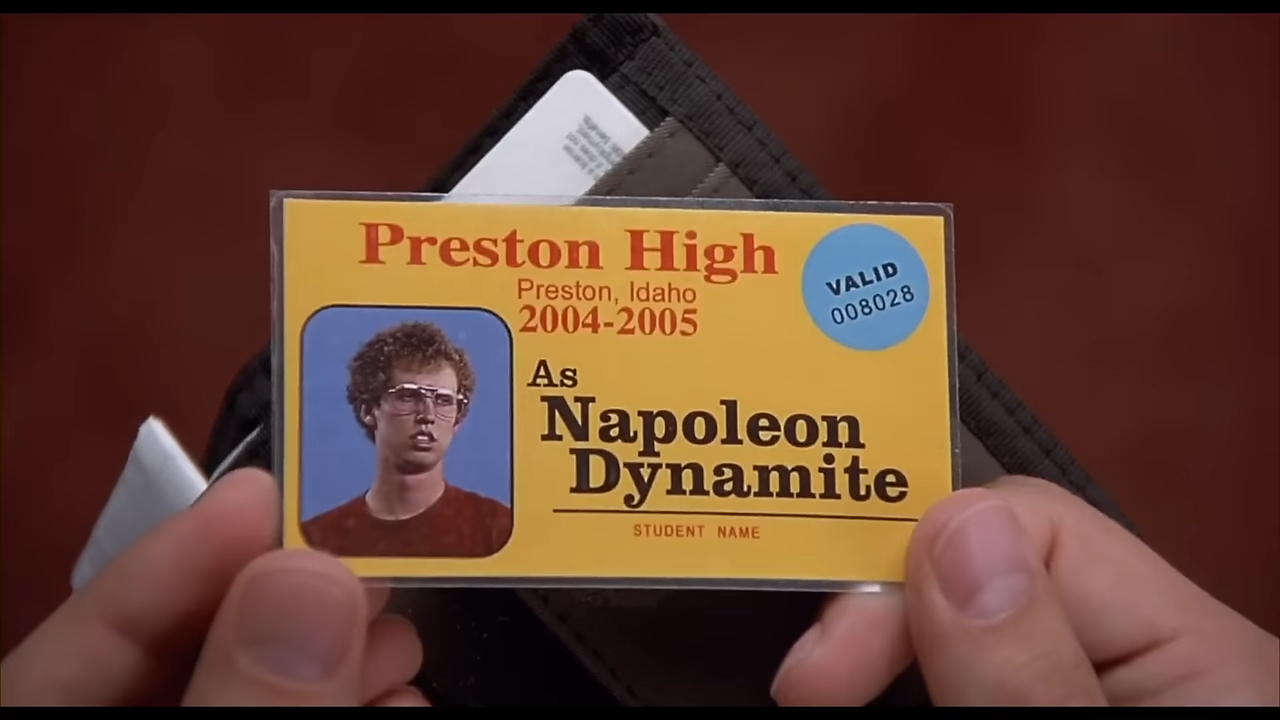 Preston High
Preston, Idaho
2004-2005
VALID
008028
As
Napoleon
Dynamite
STUDENT NAME